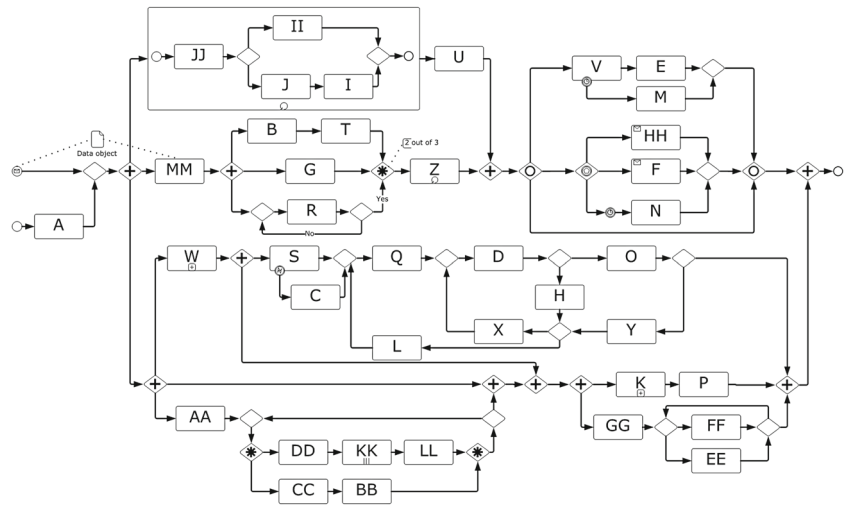 II
JJ
U
J
I
V
E
M
B
T
2 out of 3
HH
Data object
MM
G
Z
F
R
Yes
N
No
A
W
S
Q
D
O
C
H
X
Y
L
K
P
AA
GG
FF
DD
KK
LL
EE
CC
BB